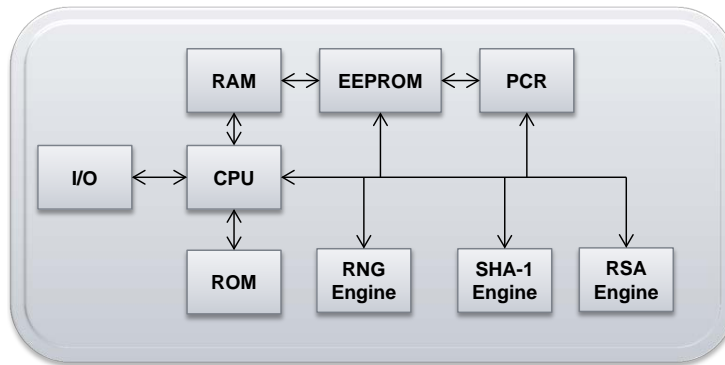 RAM
EEPROM
PCR
I/O
CPU
ROM
RNG
Engine
SHA-1
Engine
RSA
Engine